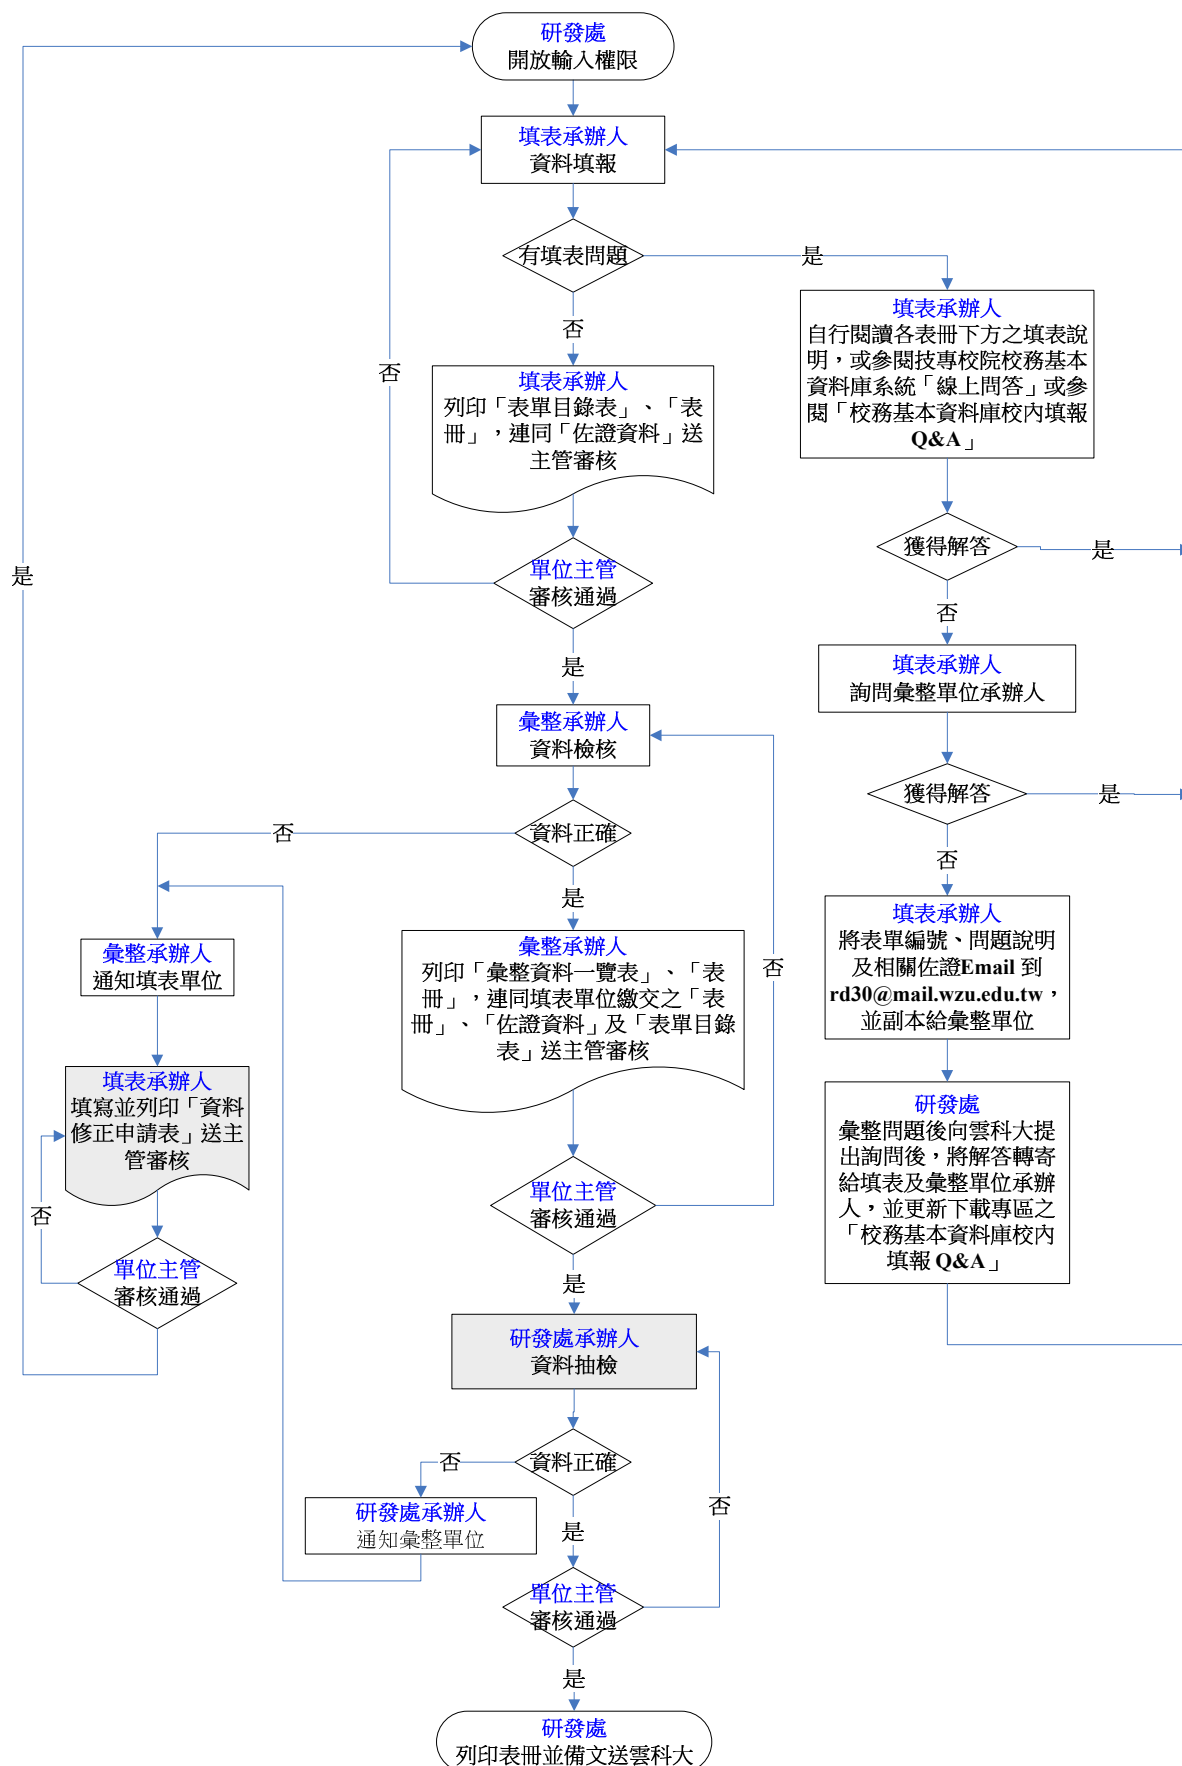 研發處
開放輸入權限
填表承辦人
資料填報
有填表問題
是
否
填表承辦人
自行閱讀各表冊下方之填表說
明，或參閱技專校院校務基本
資料庫系統「線上問答」或參
閱「校務基本資料庫校內填報
Q&A」
否
填表承辦人
列印「表單目錄表」、「表
冊」，連同「佐證資料」送
主管審核
獲得解答
是
單位主管
審核通過
是
否
填表承辦人
詢問彙整單位承辦人
是
彙整承辦人
資料檢核
獲得解答
是
資料正確
否
否
是
填表承辦人
將表單編號、問題說明
及相關佐證Email 到
rd30@mail.wzu.edu.tw，
並副本給彙整單位
彙整承辦人
通知填表單位
彙整承辦人
列印「彙整資料一覽表」、「表
冊」，連同填表單位繳交之「表
冊」、「佐證資料」及「表單目錄
表」送主管審核
否
填表承辦人
填寫並列印「資料
修正申請表」送主
管審核
研發處
彙整問題後向雲科大提
出詢問後，將解答轉寄
給填表及彙整單位承辦
人，並更新下載專區之
「校務基本資料庫校內
填報 Q&A」
否
單位主管
審核通過
單位主管
審核通過
是
研發處承辦人
資料抽檢
資料正確
否
研發處承辦人
通知彙整單位
是
否
單位主管
審核通過
是
研發處
列印表冊並備文送雲科大